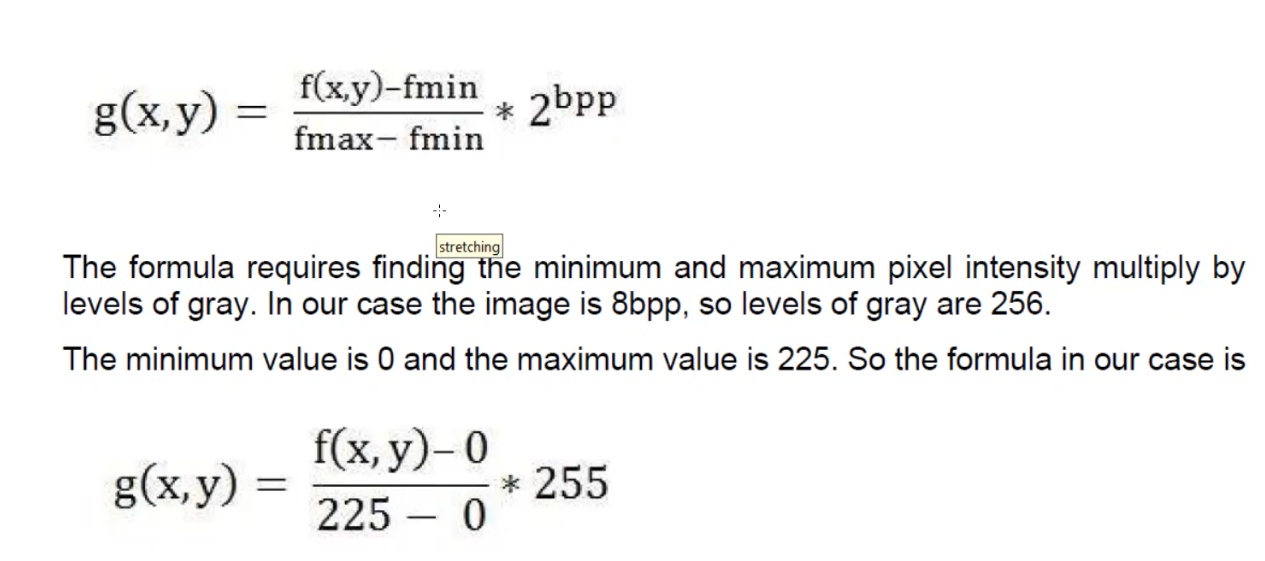 g(x,y) = f(x,y)-fmin / fmax- fmin * 2^bpp
stretching
The formula requires finding the minimum and maximum pixel intensity multiply by
levels of gray. In our case the image is 8bpp, so levels of gray are 256.
The minimum value is 0 and the maximum value is 225. So the formula in our case is
g(x,y) = f(x,y)- 0 / 225 - 0 * 255